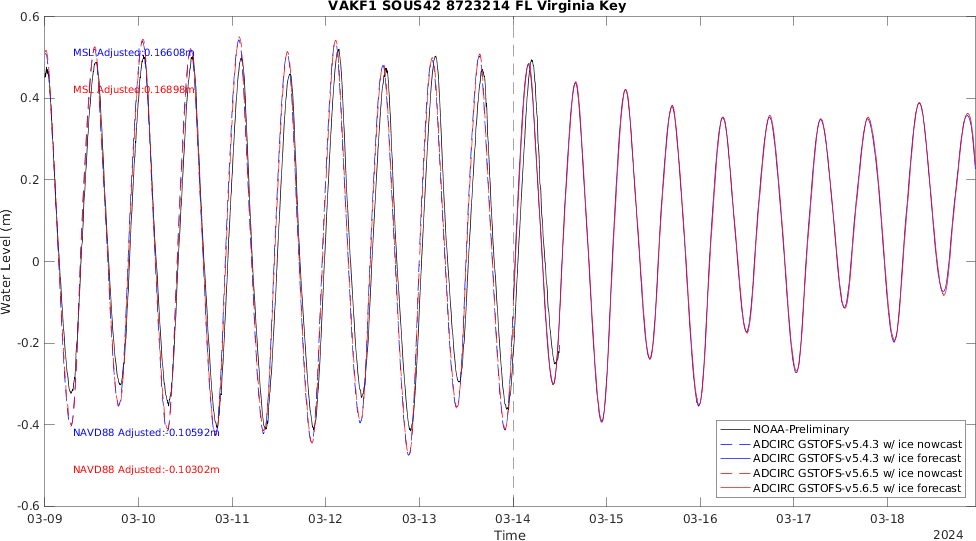 VAKF1 SOUS42 8723214 FL Virginia Key
0.6
MSL Adjusted:0.16608m
MSL Adjusted:0.16898m
0.4
0.2
Water Level (m)
0
-0.2
-0.4
NAVD88 Adjusted:-0.10592m
NAVD88 Adjusted:-0.10302m
-0.6
NOAA-Preliminary
ADCIRC GSTOFS-v5.4.3 w/ ice nowcast
ADCIRC GSTOFS-v5.4.3 w/ ice forecast
ADCIRC GSTOFS-v5.6.5 w/ ice nowcast
ADCIRC GSTOFS-v5.6.5 w/ ice forecast
03-09 03-10 03-11 03-12 03-13 03-14 03-15 03-16 03-17 03-18
Time
2024